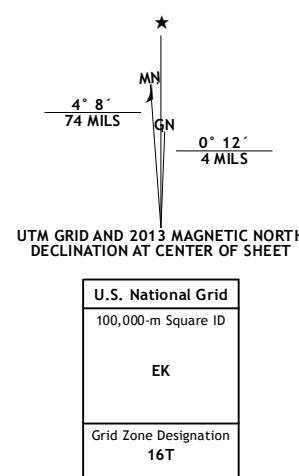 ★
MN
4° 8´
74 MILS
GN
0° 12´
4 MILS
UTM GRID AND 2013 MAGNETIC NORTH
DECLINATION AT CENTER OF SHEET
U.S. National Grid
100,000-m Square ID
EK
Grid Zone Designation
16T